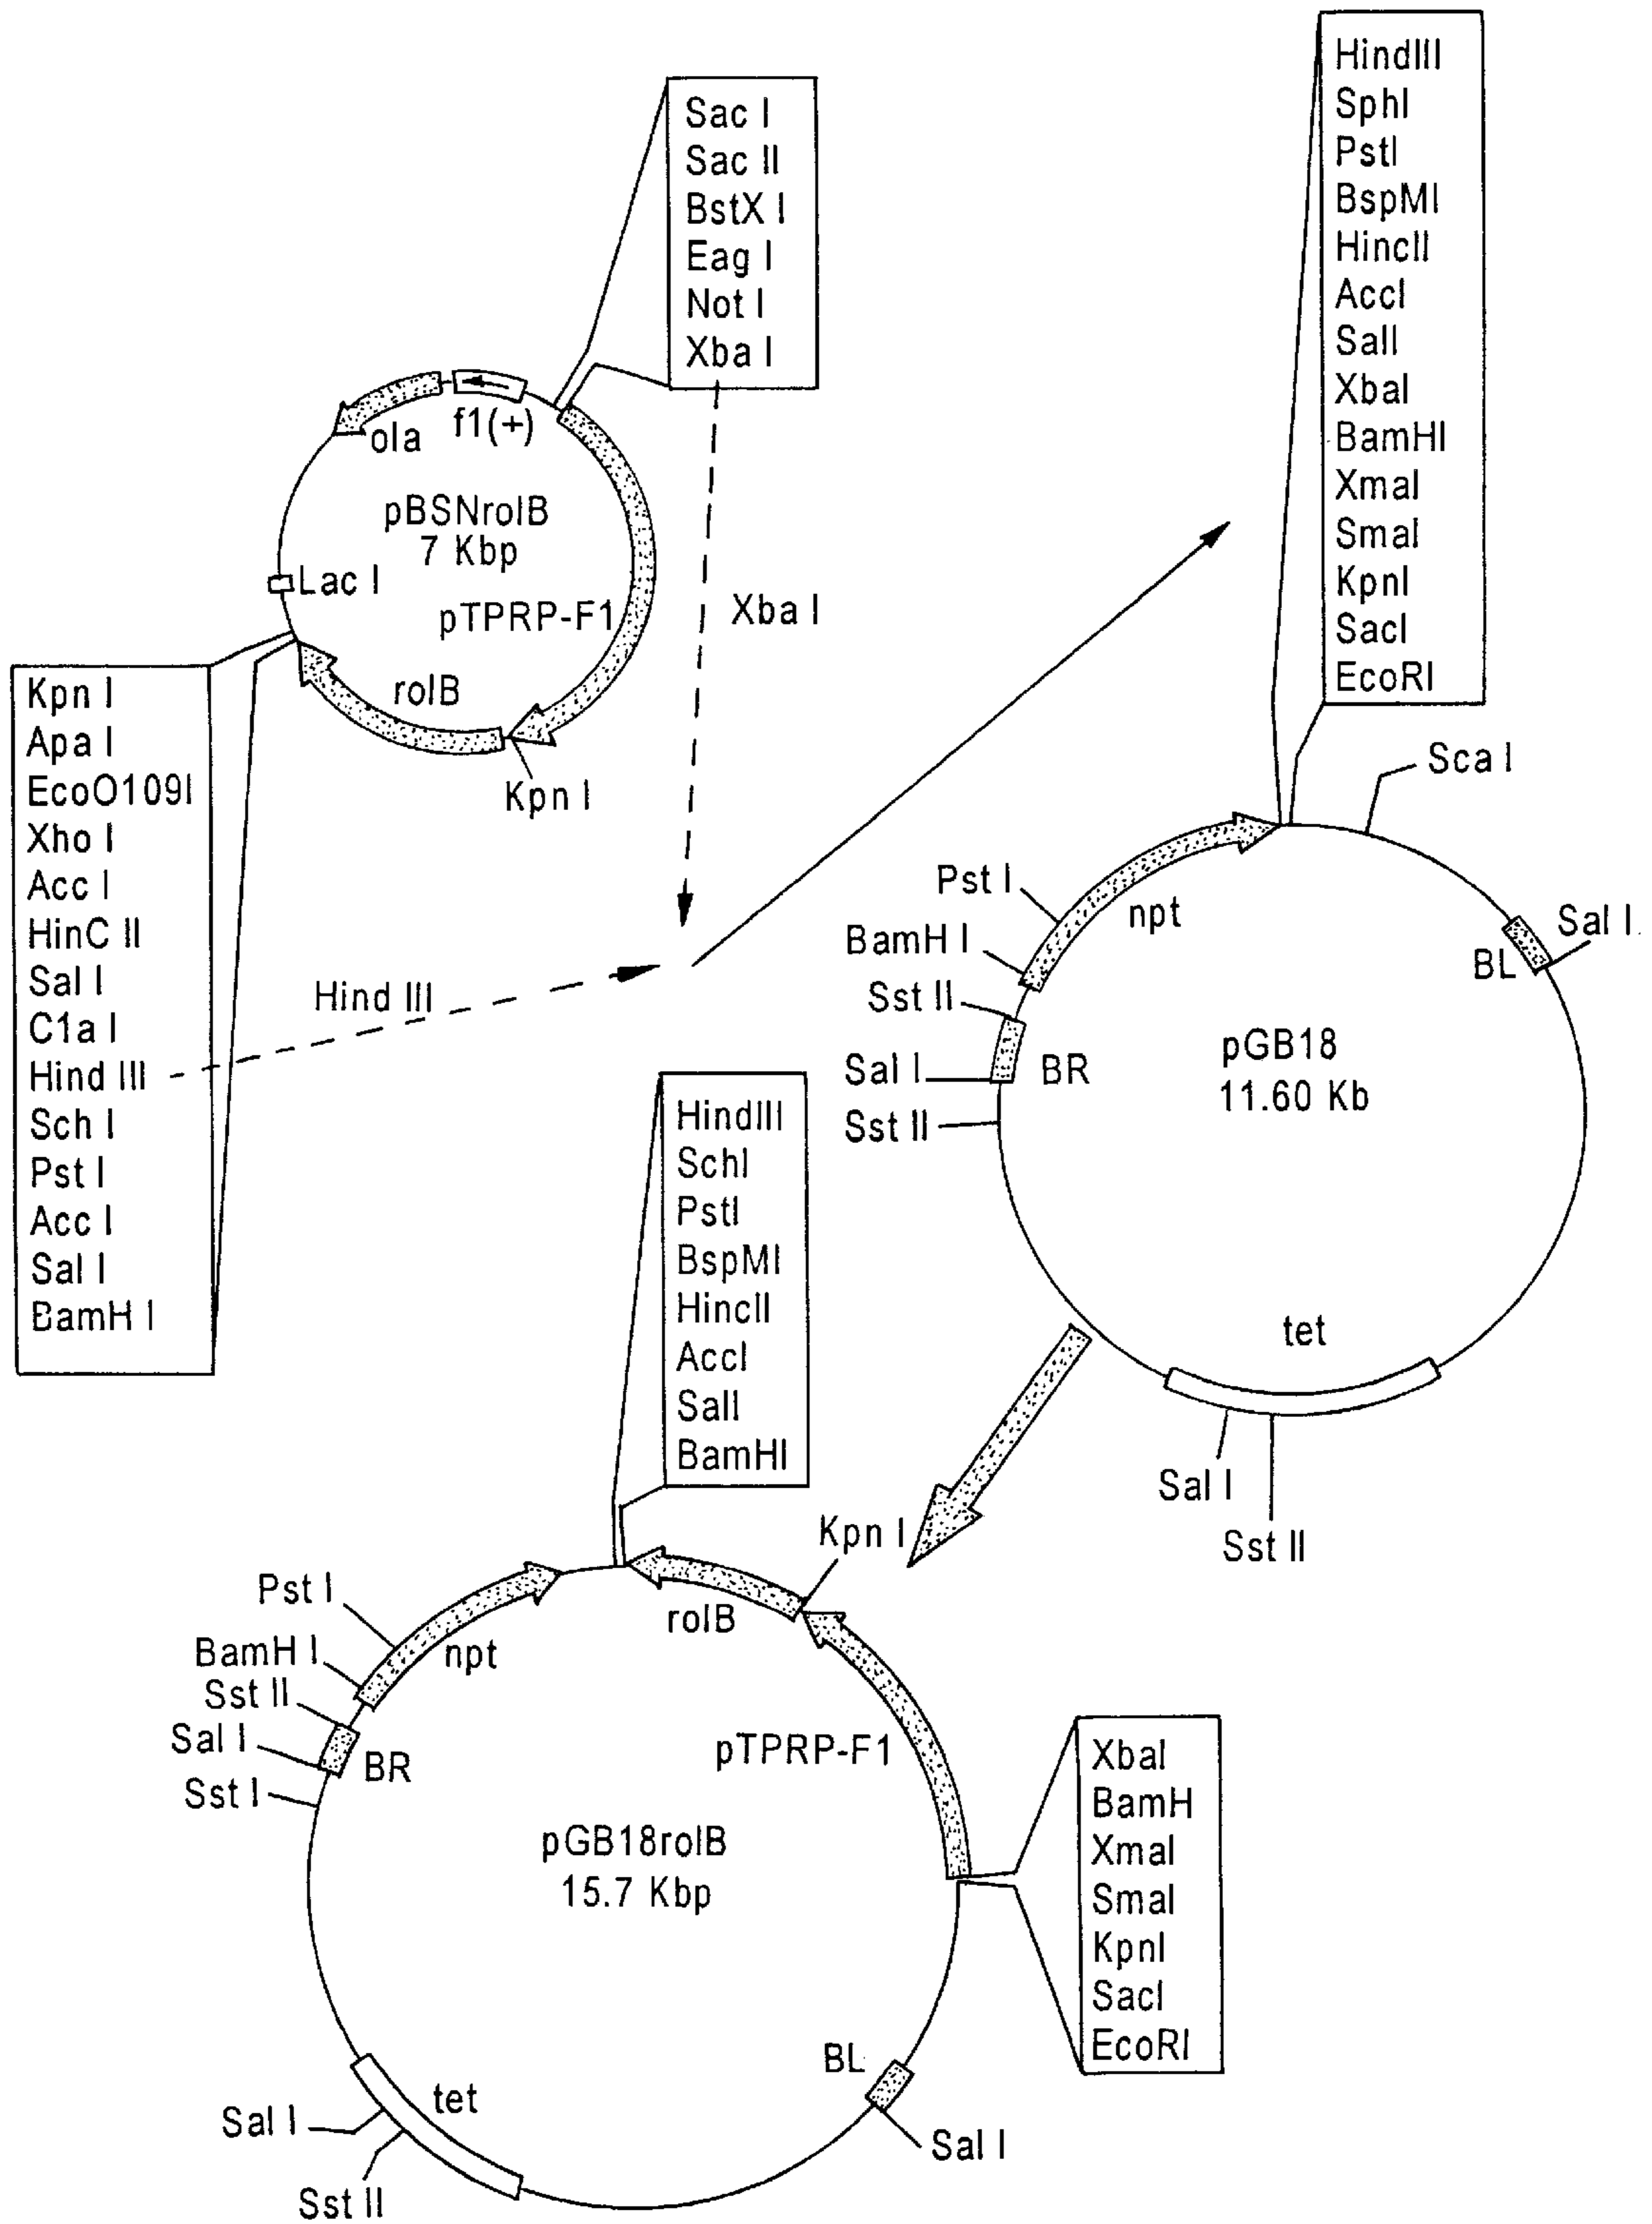 Sac I
Sac II
BstX I
Eag I
Not I
Xba I
ola
f1(+)
pBSNrolB
7 Kbp
Lac I
pTPRP-F1
rolB
Kpn I
Xba I
Kpn I
Apa I
EcoO109I
Xho I
Acc I
HinC II
Sal I
C1a I
Hind III
Sch I
Pst I
Acc I
Sal I
BamH I
Hind III
HindIII
SphI
PstI
BspMI
HincII
AccI
SalI
XbaI
BamHI
XmaI
SmaI
KpnI
SacI
EcoRI
Sca I
Pst I
npt
BamH I
Sst II
Sal I
BR
Sst II
BL
Sal I
pGB18
11.60 Kb
tet
Sal I
Sst II
HindIII
SchI
PstI
BspMI
HincII
AccI
SalI
BamHI
Kpn I
rolB
Pst I
npt
BamH I
Sst II
Sal I
BR
Sst I
pTPRP-F1
pGB18rolB
15.7 Kbp
XbaI
BamH
XmaI
SmaI
KpnI
SacI
EcoRI
BL
Sal I
tet
Sal I
Sst II